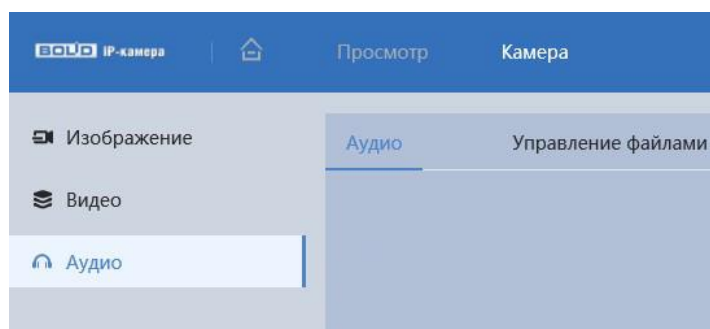 BOLID IP-камера Просмотр Камера
Изображение
Аудио Управление файлами
Видео
Аудио